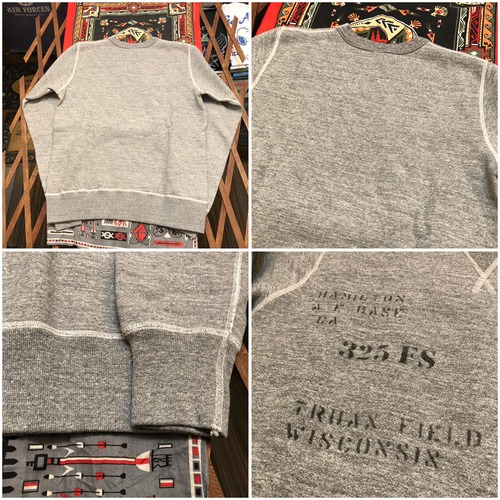 AIR FORCES
HAMILTON
A F BASE
CA
325 FS
TRUAX FIELD
WISCONSIN